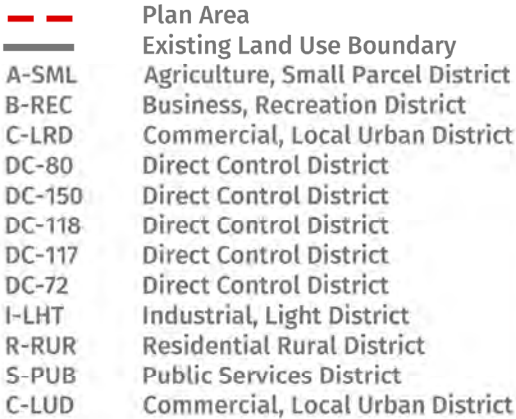 Plan Area
Existing Land Use Boundary
A-SML Agriculture, Small Parcel District
B-REC Business, Recreation District
C-LRD Commercial, Local Urban District
DC-80 Direct Control District
DC-150 Direct Control District
DC-118 Direct Control District
DC-117 Direct Control District
DC-72 Direct Control District
I-LHT Industrial, Light District
R-RUR Residential Rural District
S-PUB Public Services District
C-LUD Commercial, Local Urban District